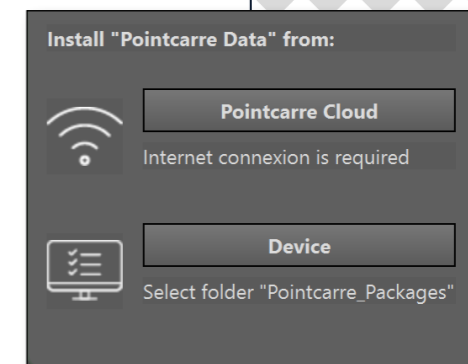 Install "Pointcarre Data" from:
Pointcarre Cloud
Internet connexion is required
Device
Select folder "Pointcarre_Packages"